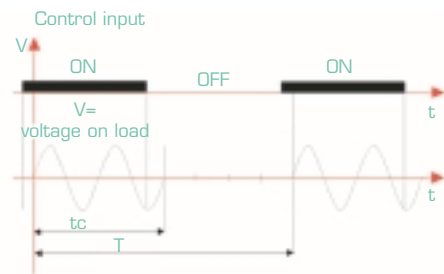 Control input
V
ON OFF ON
V=
t
voltage on load
t
tc
T